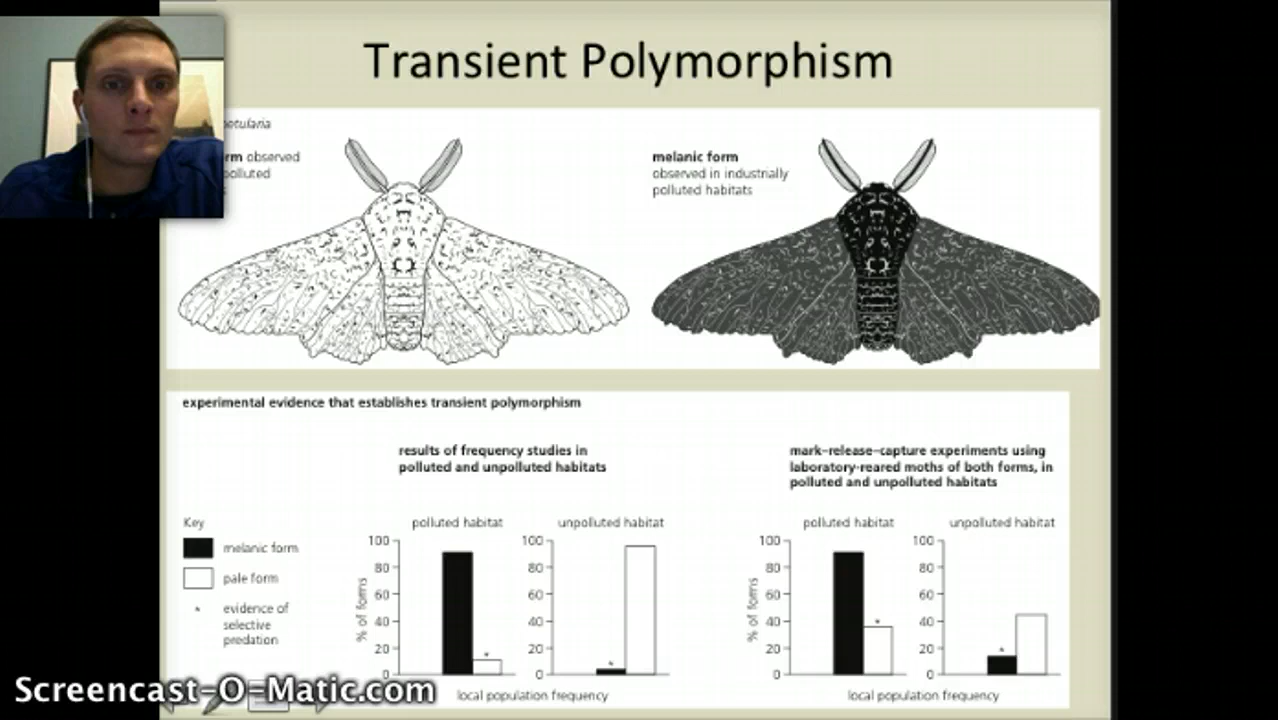 Transient Polymorphism
etularia
rm observed
polluted
s
melanic form
observed in industrially
polluted habitats
experimental evidence that establishes transient polymorphism
results of frequency studies in
polluted and unpolluted habitats
mark–release–capture experiments using
laboratory-reared moths of both forms, in
polluted and unpolluted habitats
Key
melanic form
pale form
* evidence of
selective
predation
polluted habitat
unpolluted habitat
% of forms
100
80
60
40
20
0
*
100
80
60
40
20
0
*
local population frequency
polluted habitat
unpolluted habitat
% of forms
100
80
60
40
20
0
*
100
80
60
40
20
0
*
local population frequency
Screencast-O-Matic.com